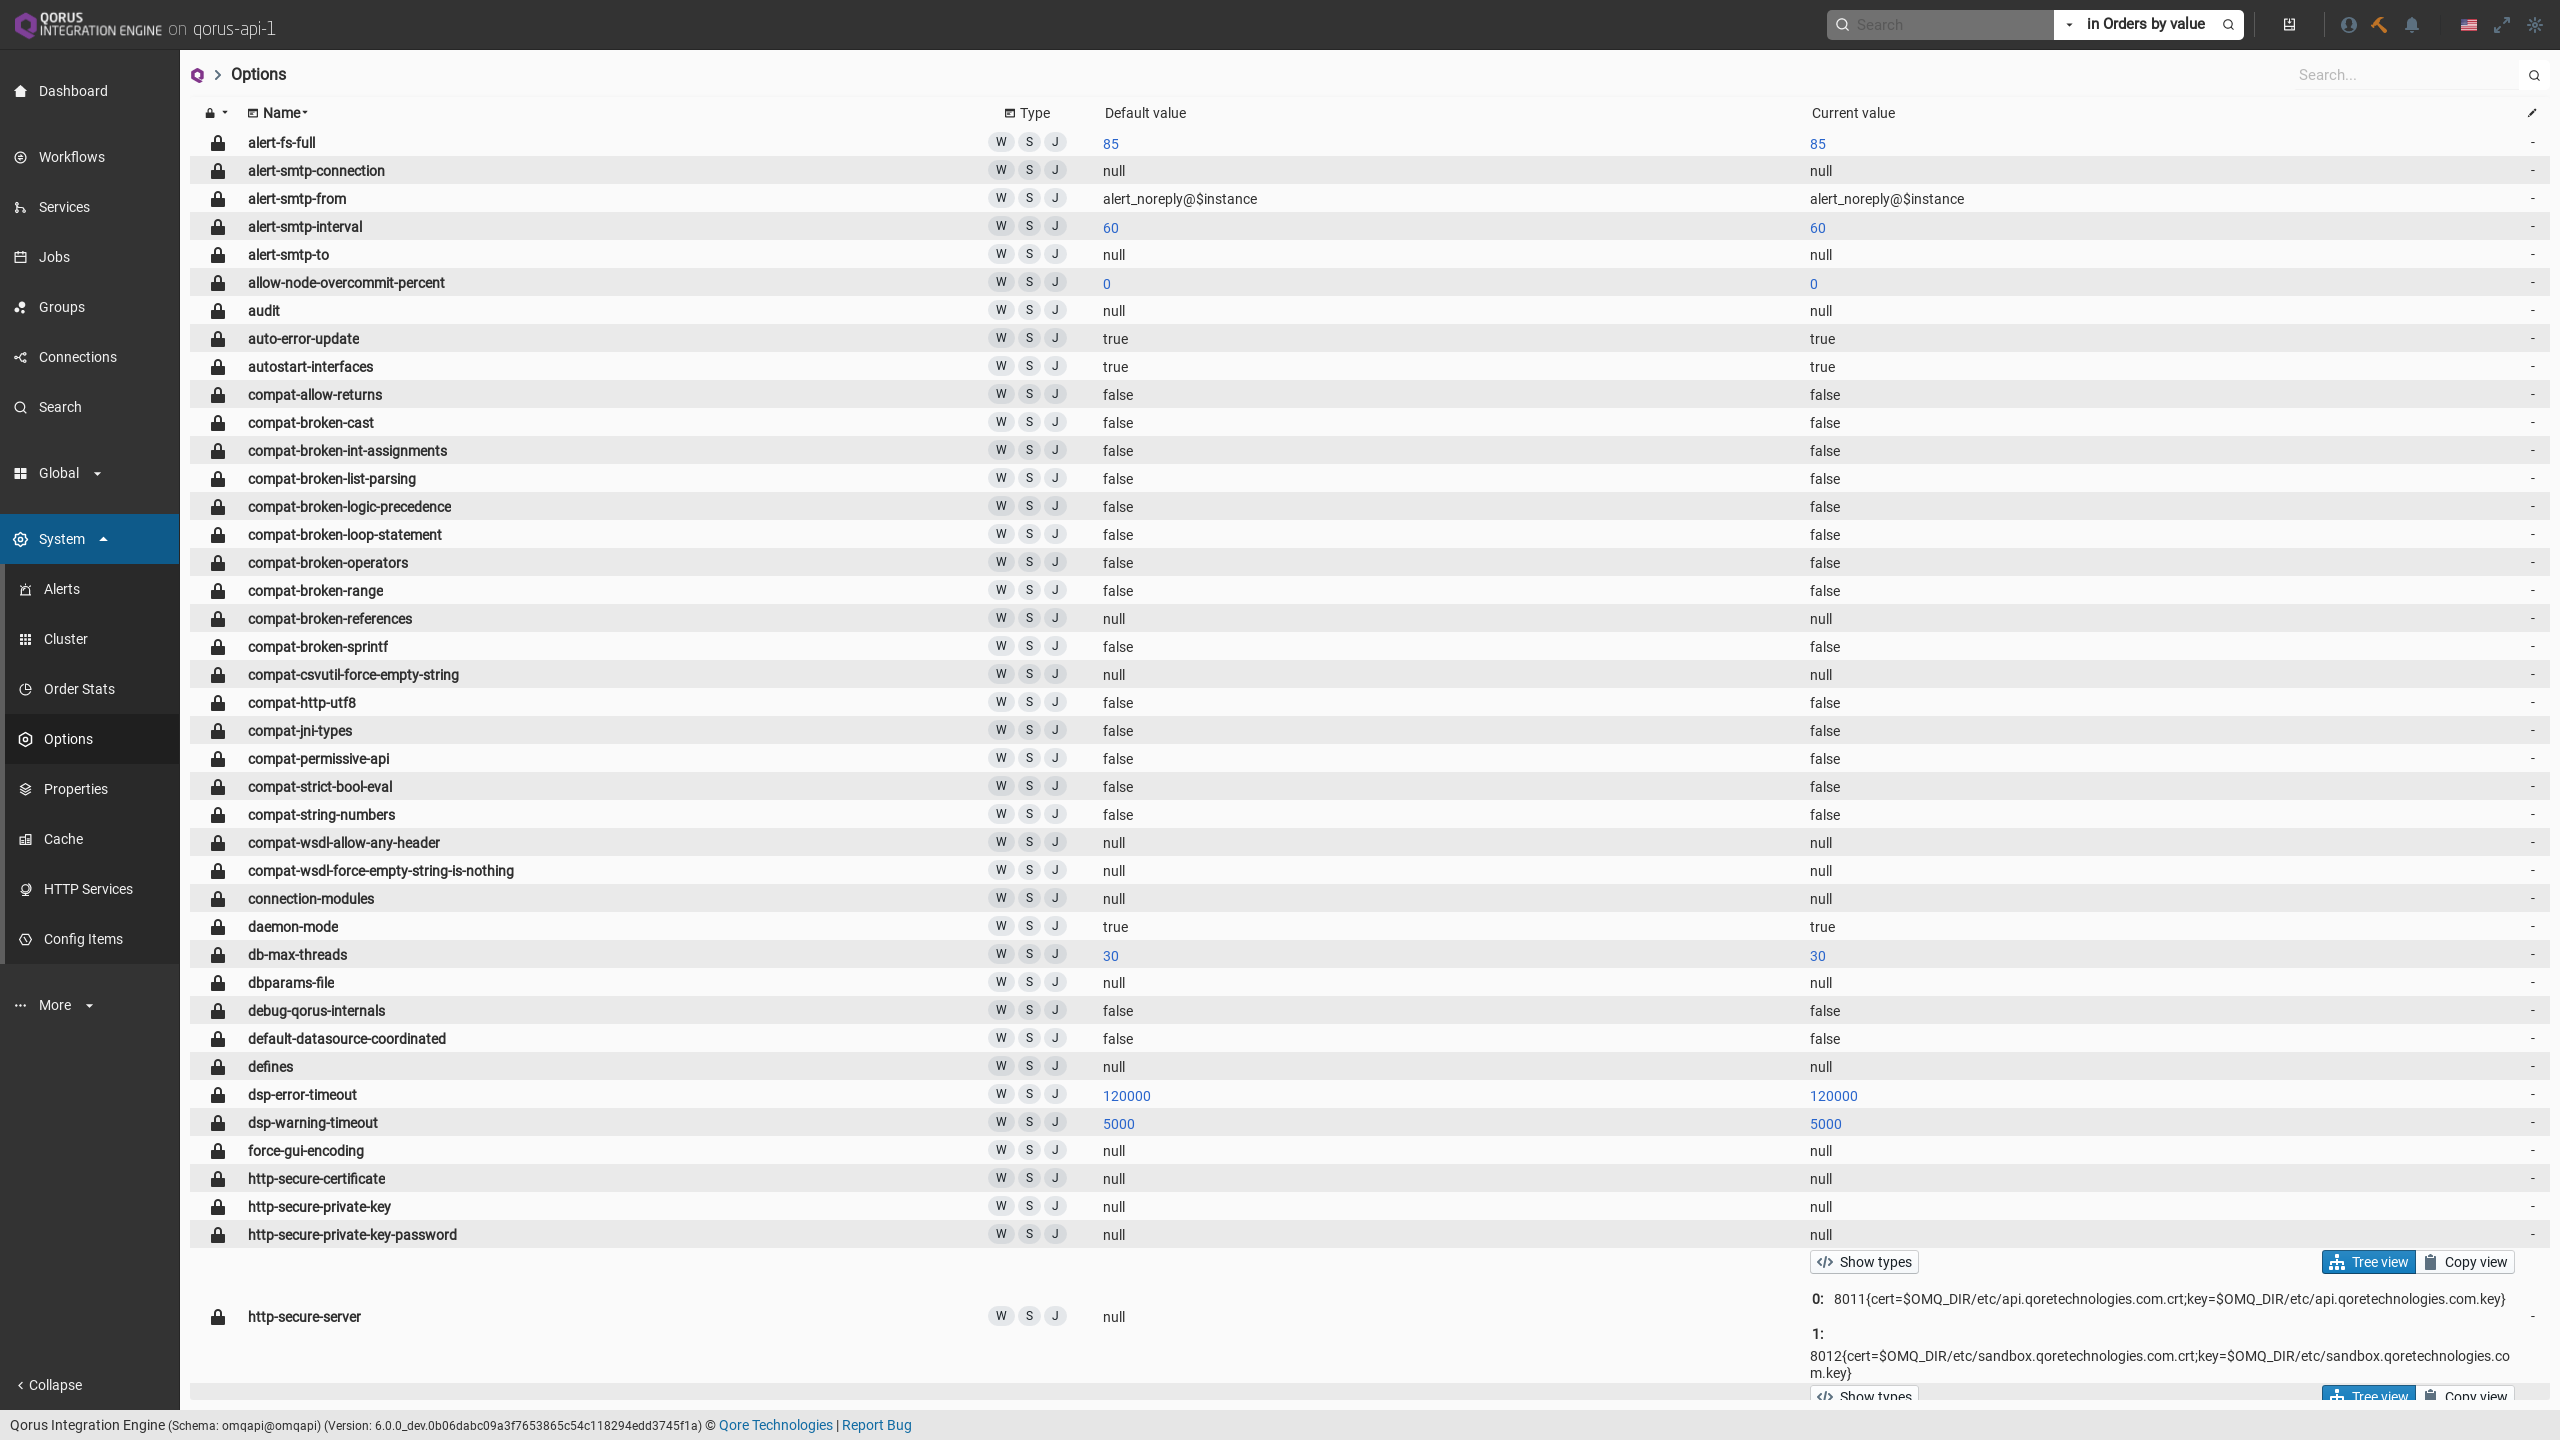 QORUS
INTEGRATION ENGINE on qorus-api-1
Search
in Orders by value
Dashboard
Workflows
Services
Jobs
Groups
Connections
Search
Global
System
Alerts
Cluster
Order Stats
Options
Properties
Cache
HTTP Services
Config Items
More
Collapse
Options
Search...
Name Type Default value Current value
alert-fs-full W S J 85 85 -
alert-smtp-connection W S J null null -
alert-smtp-from W S J alert_noreply@$instance alert_noreply@$instance -
alert-smtp-interval W S J 60 60 -
alert-smtp-to W S J null null -
allow-node-overcommit-percent W S J 0 0 -
audit W S J null null -
auto-error-update W S J true true -
autostart-interfaces W S J true true -
compat-allow-returns W S J false false -
compat-broken-cast W S J false false -
compat-broken-int-assignments W S J false false -
compat-broken-list-parsing W S J false false -
compat-broken-logic-precedence W S J false false -
compat-broken-loop-statement W S J false false -
compat-broken-operators W S J false false -
compat-broken-range W S J false false -
compat-broken-references W S J null null -
compat-broken-sprintf W S J false false -
compat-csvutil-force-empty-string W S J null null -
compat-http-utf8 W S J false false -
compat-jni-types W S J false false -
compat-permissive-api W S J false false -
compat-strict-bool-eval W S J false false -
compat-string-numbers W S J false false -
compat-wsdl-allow-any-header W S J null null -
compat-wsdl-force-empty-string-is-nothing W S J null null -
connection-modules W S J null null -
daemon-mode W S J true true -
db-max-threads W S J 30 30 -
dbparams-file W S J null null -
debug-qorus-internals W S J false false -
default-datasource-coordinated W S J false false -
defines W S J null null -
dsp-error-timeout W S J 120000 120000 -
dsp-warning-timeout W S J 5000 5000 -
force-gui-encoding W S J null null -
http-secure-certificate W S J null null -
http-secure-private-key W S J null null -
http-secure-private-key-password W S J null null -
Show types Tree view Copy view
0: 8011{cert=$OMQ_DIR/etc/api.qoretechnologies.com.crt;key=$OMQ_DIR/etc/api.qoretechnologies.com.key}
http-secure-server W S J null -
1:
8012{cert=$OMQ_DIR/etc/sandbox.qoretechnologies.com.crt;key=$OMQ_DIR/etc/sandbox.qoretechnologies.co
m.key}
Show types Tree view Copy view
Qorus Integration Engine (Schema: omqapi@omqapi) (Version: 6.0.0_dev.0b06dabc09a3f7653865c54c118294edd3745f1a) © Qore Technologies | Report Bug